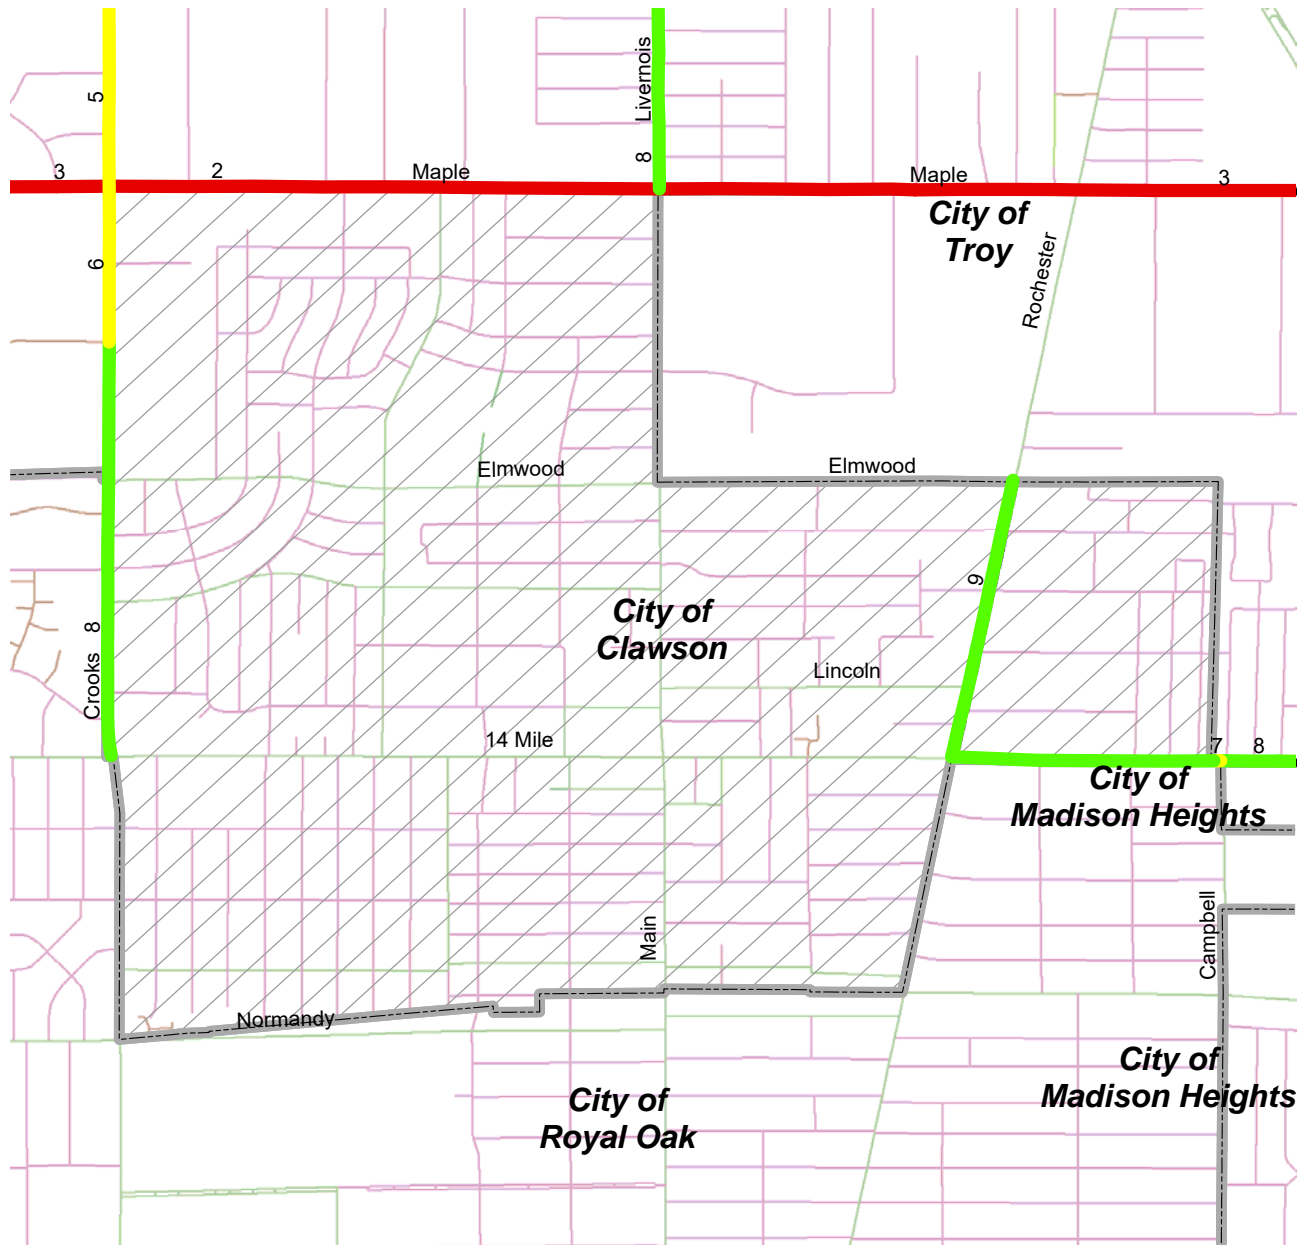 5
Livernois
8
3
2
Maple
Maple
3
City of
Troy
Rochester
6
Elmwood
Elmwood
9
City of
Clawson
8
Crooks
Lincoln
14 Mile
7
8
City of
Madison Heights
Main
Campbell
Normandy
City of
Madison Heights
City of
Royal Oak